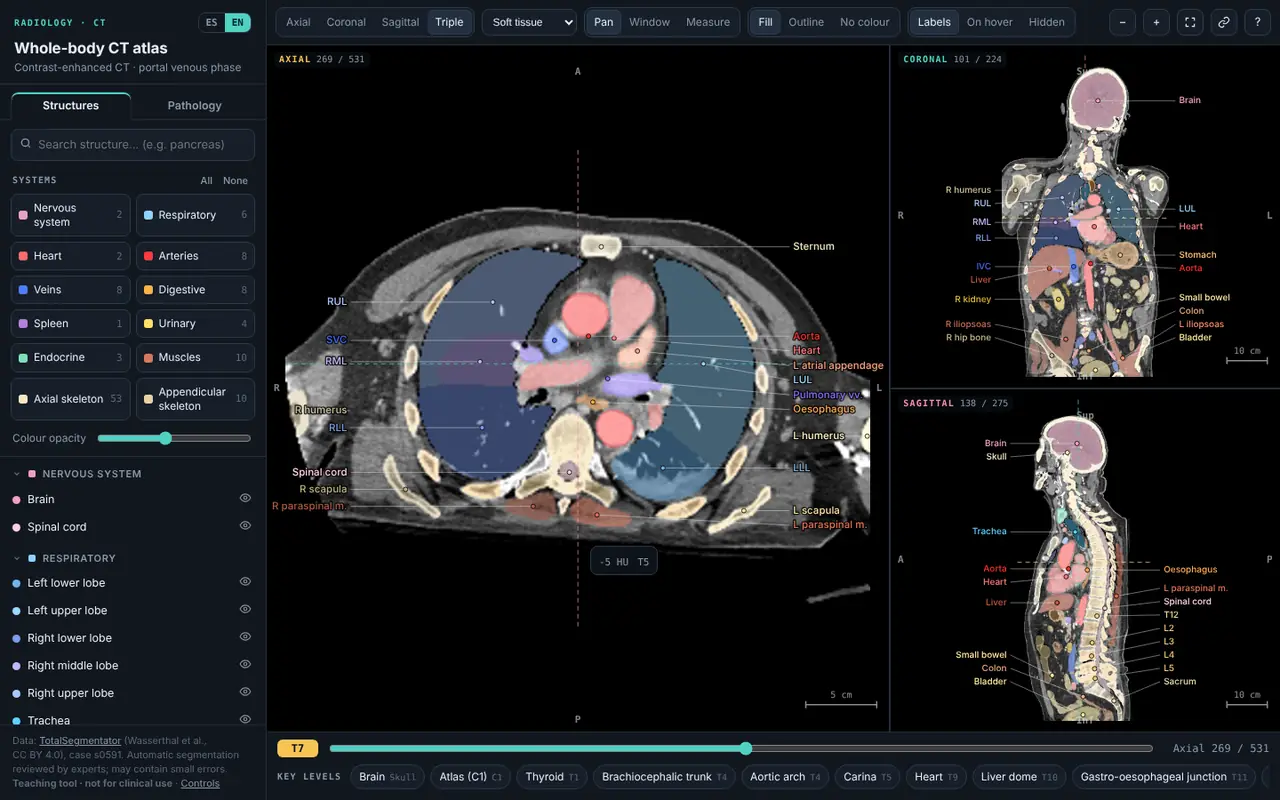 RADIOLOGY · CT
ES EN
Whole-body CT atlas
Contrast-enhanced CT · portal venous phase
Structures Pathology
Search structure... (e.g. pancreas)
SYSTEMS All None
Nervous system 2
Respiratory 6
Heart 2
Arteries 8
Veins 8
Digestive 8
Spleen 1
Urinary 4
Endocrine 3
Muscles 10
Axial skeleton 53
Appendicular skeleton 10
Colour opacity
NERVOUS SYSTEM
Brain
Spinal cord
RESPIRATORY
Left lower lobe
Left upper lobe
Right lower lobe
Right middle lobe
Right upper lobe
Trachea
Data: TotalSegmentator (Wasserthal et al.,
CC BY 4.0), case s0591. Automatic segmentation
reviewed by experts; may contain small errors.
Teaching tool · not for clinical use · Controls
Axial Coronal Sagittal Triple
Soft tissue
Pan Window Measure
Fill Outline No colour
Labels On hover Hidden
− + ?
AXIAL 269 / 531
A
R
L
P
RUL
SVC
RML
R humerus
RLL
Spinal cord
R scapula
R paraspinal m.
Sternum
Aorta
Heart
L atrial appendage
LUL
Pulmonary vv.
Oesophagus
L humerus
LLL
L scapula
L paraspinal m.
-5 HU T5
5 cm
CORONAL 101 / 224
R
L
Brain
R humerus
RUL
RML
RLL
IVC
Liver
R kidney
R iliopsoas
R hip bone
LUL
Heart
Stomach
Aorta
Small bowel
Colon
L iliopsoas
Bladder
10 cm
SAGITTAL 138 / 275
Sup
A
P
Brain
Skull
Trachea
Aorta
Heart
Liver
Small bowel
Colon
Bladder
Oesophagus
L paraspinal m.
Spinal cord
T12
L2
L3
L4
L5
Sacrum
10 cm
T7 Axial 269 / 531
KEY LEVELS Brain Skull Atlas (C1) C1 Thyroid T1 Brachiocephalic trunk T4 Aortic arch T4 Carina T5 Heart T9 Liver dome T10 Gastro-oesophageal junction T11